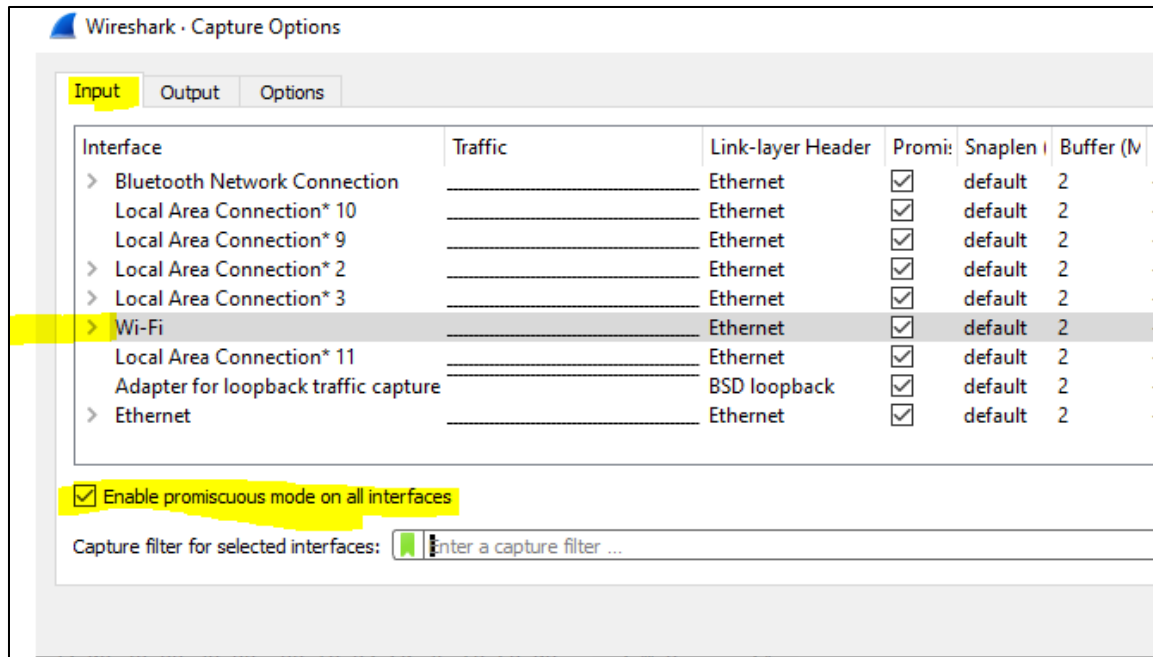 Wireshark · Capture Options
Input Output Options
Interface Traffic Link-layer Header Promis Snaplen ( Buffer (M
Bluetooth Network Connection Ethernet default 2
Local Area Connection* 10 Ethernet default 2
Local Area Connection* 9 Ethernet default 2
Local Area Connection* 2 Ethernet default 2
Local Area Connection* 3 Ethernet default 2
Wi-Fi Ethernet default 2
Local Area Connection* 11 Ethernet default 2
Adapter for loopback traffic capture BSD loopback default 2
Ethernet Ethernet default 2
Enable promiscuous mode on all interfaces
Capture filter for selected interfaces: Enter a capture filter ...